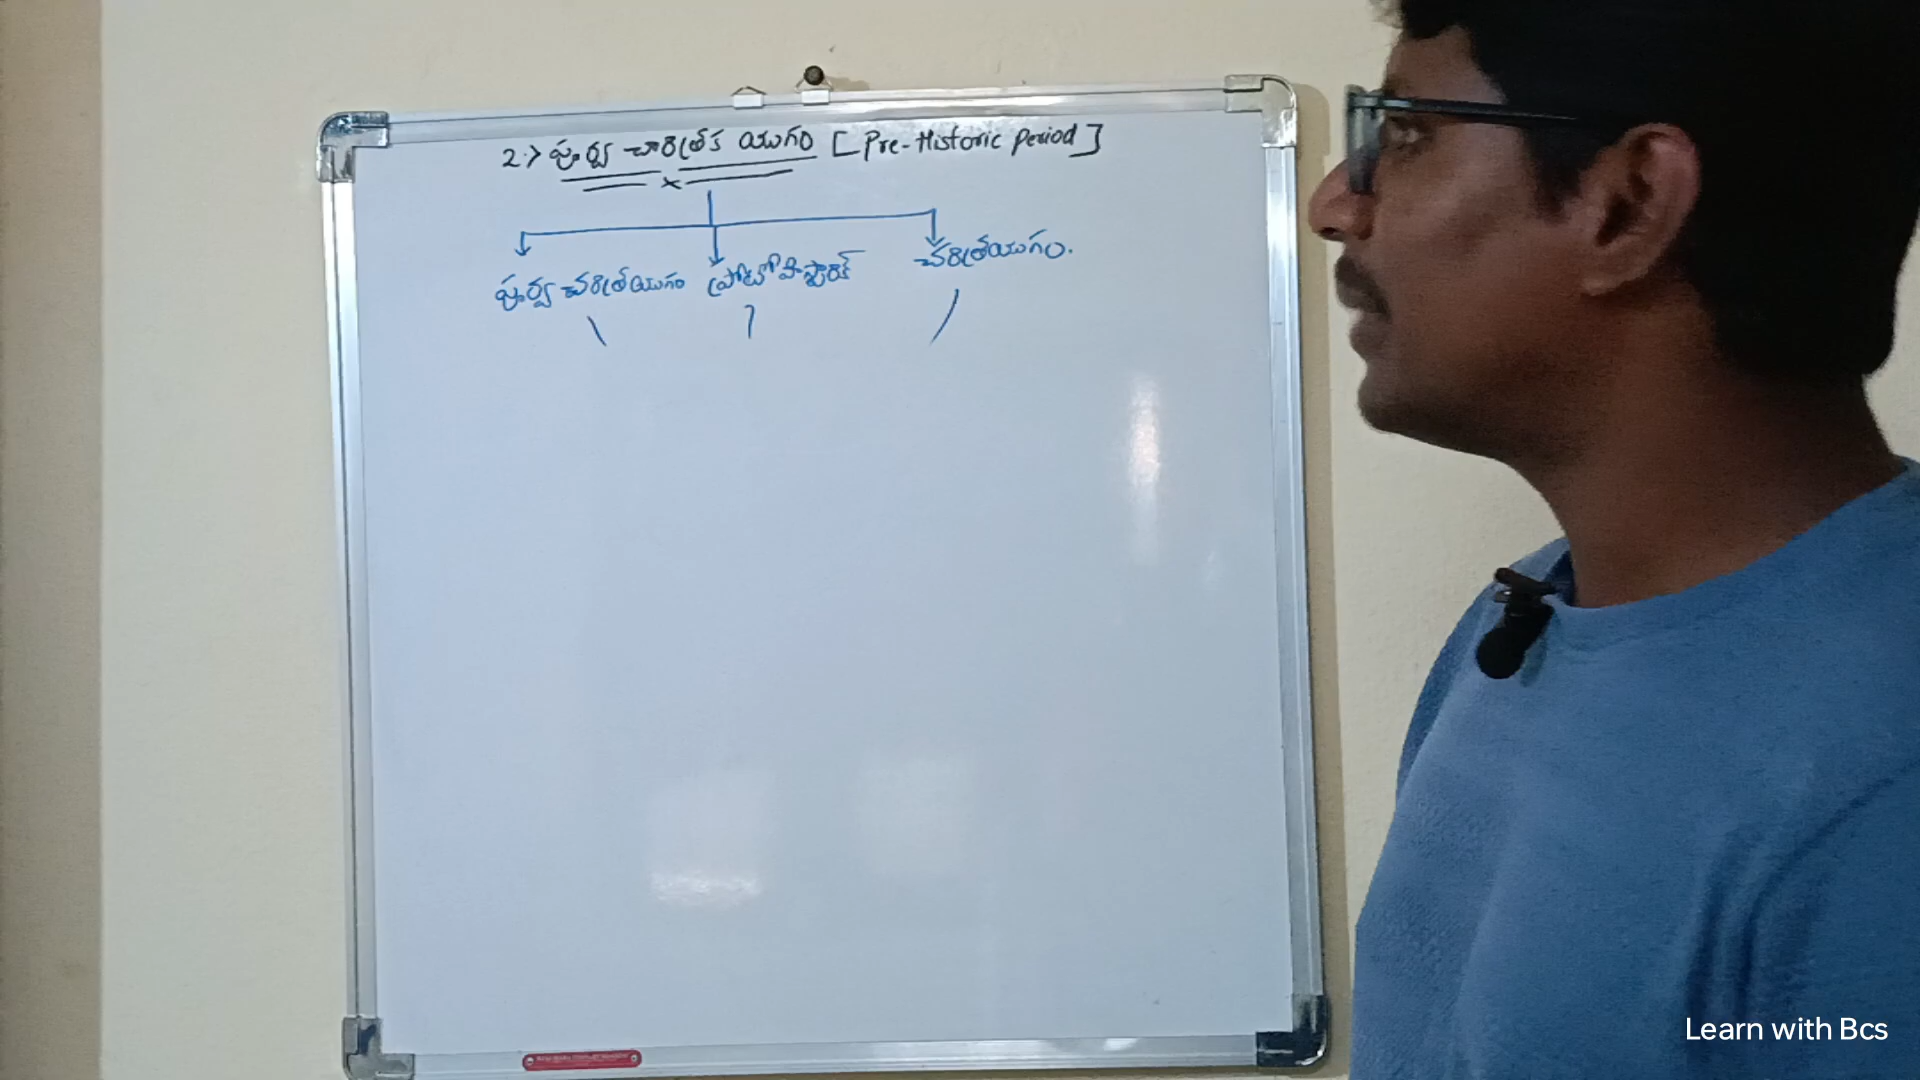 2.> పూర్వ చారిత్రక యుగం [Pre-Historic Period]
పూర్వ చరిత్రయుగం ప్రోటోహిస్టారిక్ చరిత్రయుగం.
Learn with Bcs